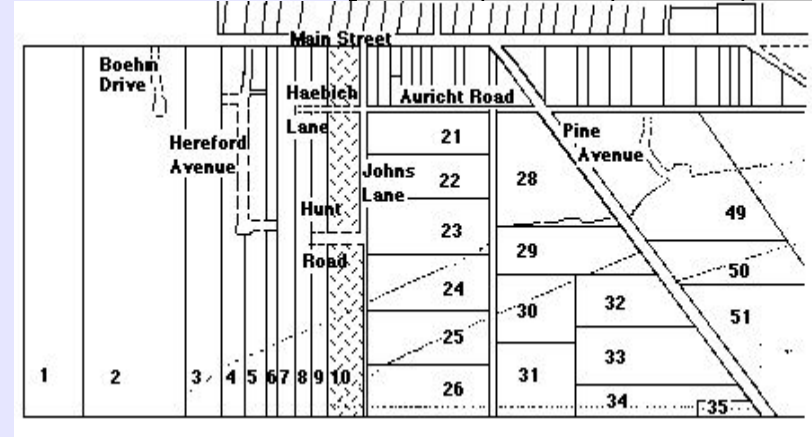 Main Street
Boehm
Drive
Haebich
Auricht Road
Lane
Pine
Avenue
Hereford
Avenue
Johns
Lane
Hunt
Road
21
22
23
24
25
26
28
29
30
31
32
33
34
35
49
50
51
1
2
3
4
5
6
7
8
9
10